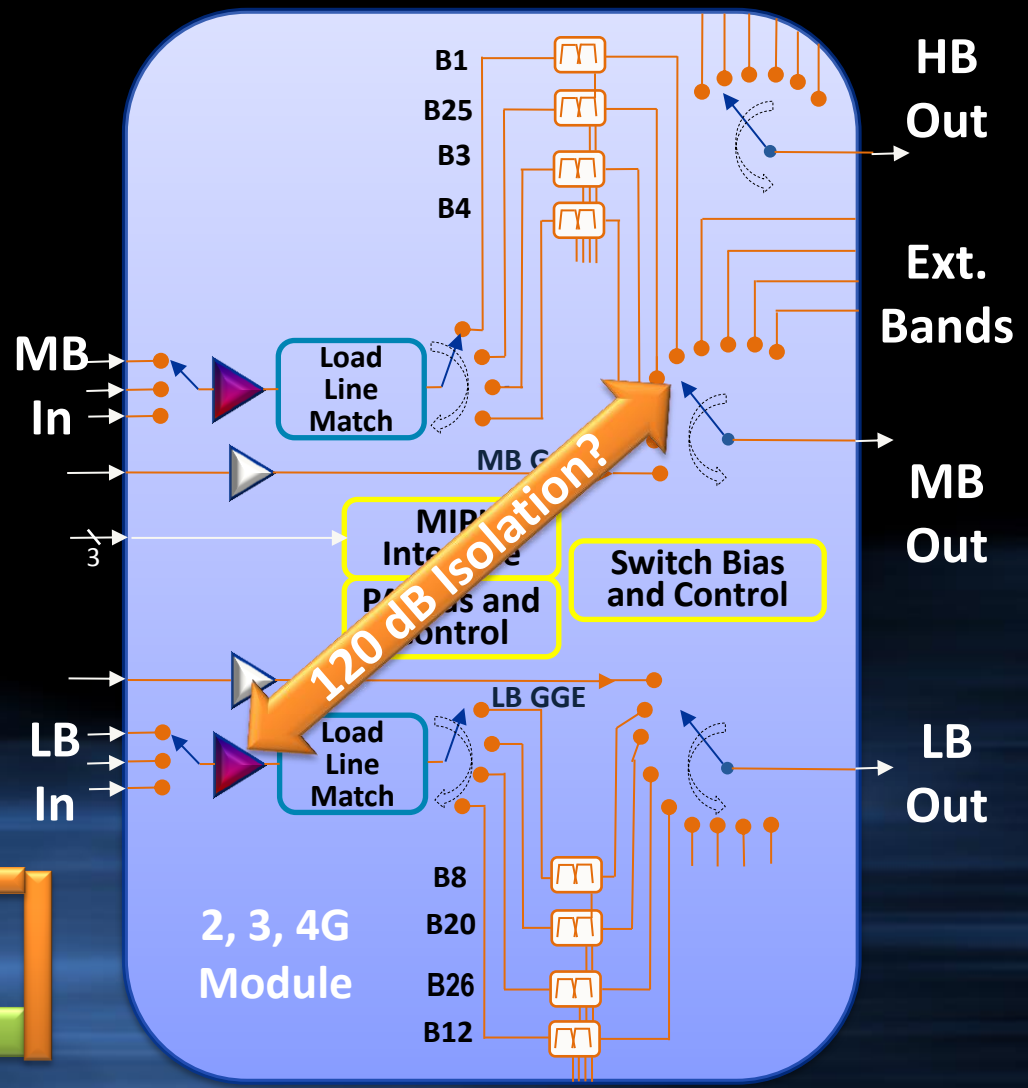 HB
Out
B1
B25
B3
B4
Ext.
Bands
MB
In
Load
Line
Match
MB
120 dB Isolation?
MB
Out
3
Switch Bias
and Control
and
LB GGE
LB
In
Load
Line
Match
LB
Out
B8
B20
B26
B12
2, 3, 4G
Module